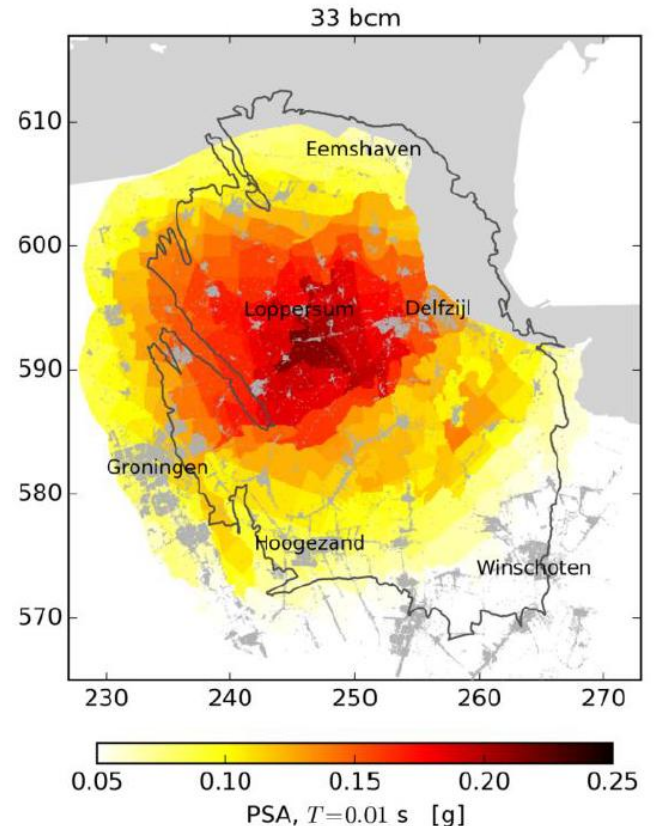 33 bcm
610
Eemshaven
600
Loppersum
Delfzijl
590
Groningen
580
Hoogezand
Winschoten
570
230 240 250 260 270
0.05 0.10 0.15 0.20 0.25
PSA, T=0.01 s [g]